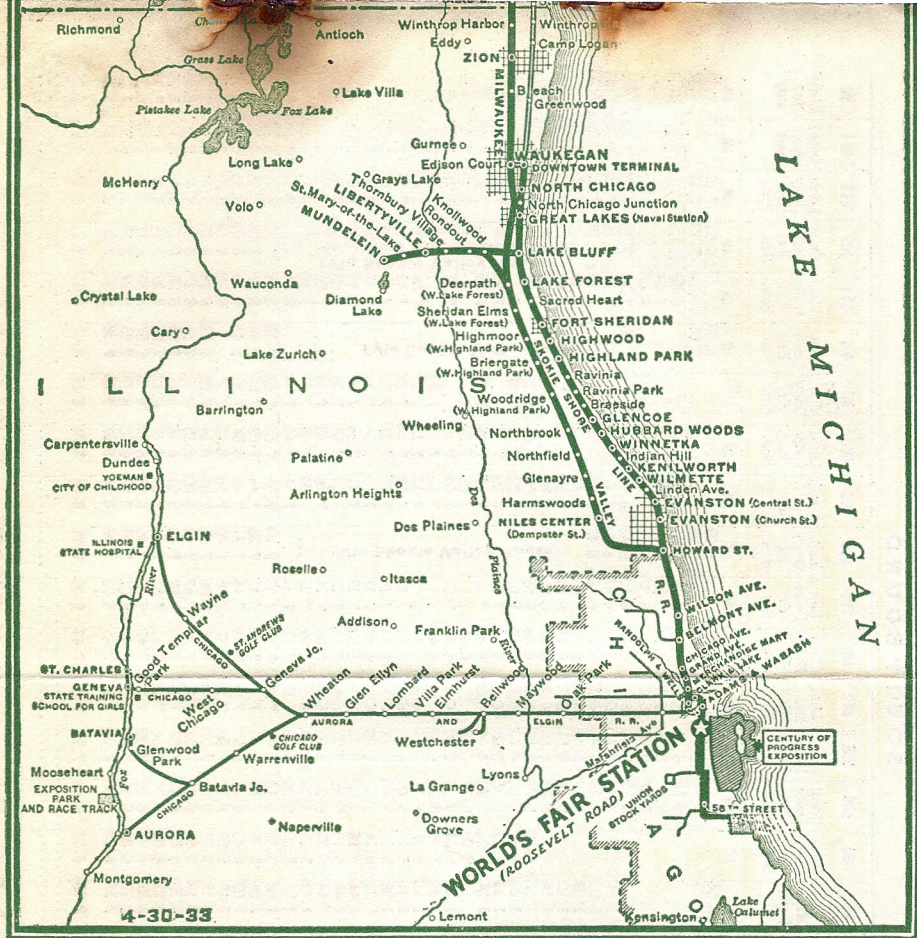 Richmond
Antioch
Grass Lake
Pistakee Lake
Fox Lake
Lake Villa
Winthrop Harbor
Winthrop
Eddy
Camp Logan
ZION
MILWAUKEE
Beach
Greenwood
Gurnee
WAUKEGAN
Edison Court
DOWNTOWN TERMINAL
Long Lake
McHenry
Grays Lake
NORTH CHICAGO
North Chicago Junction
GREAT LAKES (Naval Station)
Volo
Knollwood
Rondout
Thornbury Village
LIBERTYVILLE
St. Mary-of-the-Lake
MUNDELEIN
LAKE BLUFF
Wauconda
Diamond
Lake
Crystal Lake
Deerpath
(W. Lake Forest)
LAKE FOREST
Sacred Heart
Sheridan Elms
(W. Lake Forest)
FORT SHERIDAN
Cary
Highmoor
(W. Highland Park)
HIGHWOOD
Lake Zurich
Briergate
(W. Highland Park)
HIGHLAND PARK
Ravinia
Ravinia Park
Braeside
ILLINOIS
Barrington
Woodridge
(W. Highland Park)
GLENCOE
HUBBARD WOODS
Wheeling
Northbrook
WINNETKA
Indian Hill
Carpentersville
Dundee
Palatine
Northfield
KENILWORTH
WILMETTE
Linden Ave.
YOEMAN
CITY OF CHILDHOOD
Arlington Heights
Glenayre
Harmswoods
EVANSTON (Central St.)
EVANSTON (Church St.)
SKOKIE
VALLEY
SHORE
LINE
Des Plaines
NILES CENTER
(Dempster St.)
HOWARD ST.
ILLINOIS
STATE HOSPITAL
ELGIN
Roselle
Itasca
Des
Plaines
River
R. R.
WILSON AVE.
BELMONT AVE.
CHICAGO AVE.
GRAND AVE.
MERCHANDISE MART
RANDOLPH & WELLS
CLARK & LAKE
ADAMS & WABASH
Addison
Franklin Park
River
Wayne
Good Templar
Park
CHICAGO
ST. ANDREWS
GOLF CLUB
ST. CHARLES
GENEVA
STATE TRAINING
SCHOOL FOR GIRLS
CHICAGO
West
Chicago
Geneva Jc.
Wheaton
Glen Ellyn
Lombard
Villa Park
Elmhurst
Bellwood
Maywood
Oak Park
AURORA
AND
ELGIN
R. R.
Marshfield Ave.
BATAVIA
Glenwood
Park
CHICAGO
GOLF CLUB
Warrenville
Westchester
Mooseheart
EXPOSITION
PARK
AND RACE TRACK
Fox
Batavia Jc.
CHICAGO
Lyons
La Grange
AURORA
Naperville
Downers
Grove
WORLD'S FAIR STATION
(ROOSEVELT ROAD)
CENTURY OF
PROGRESS
EXPOSITION
UNION
STOCK YARDS
58TH STREET
CHICAGO
Montgomery
4-30-33
Lemont
Kensington
Lake
Calumet
LAKE MICHIGAN